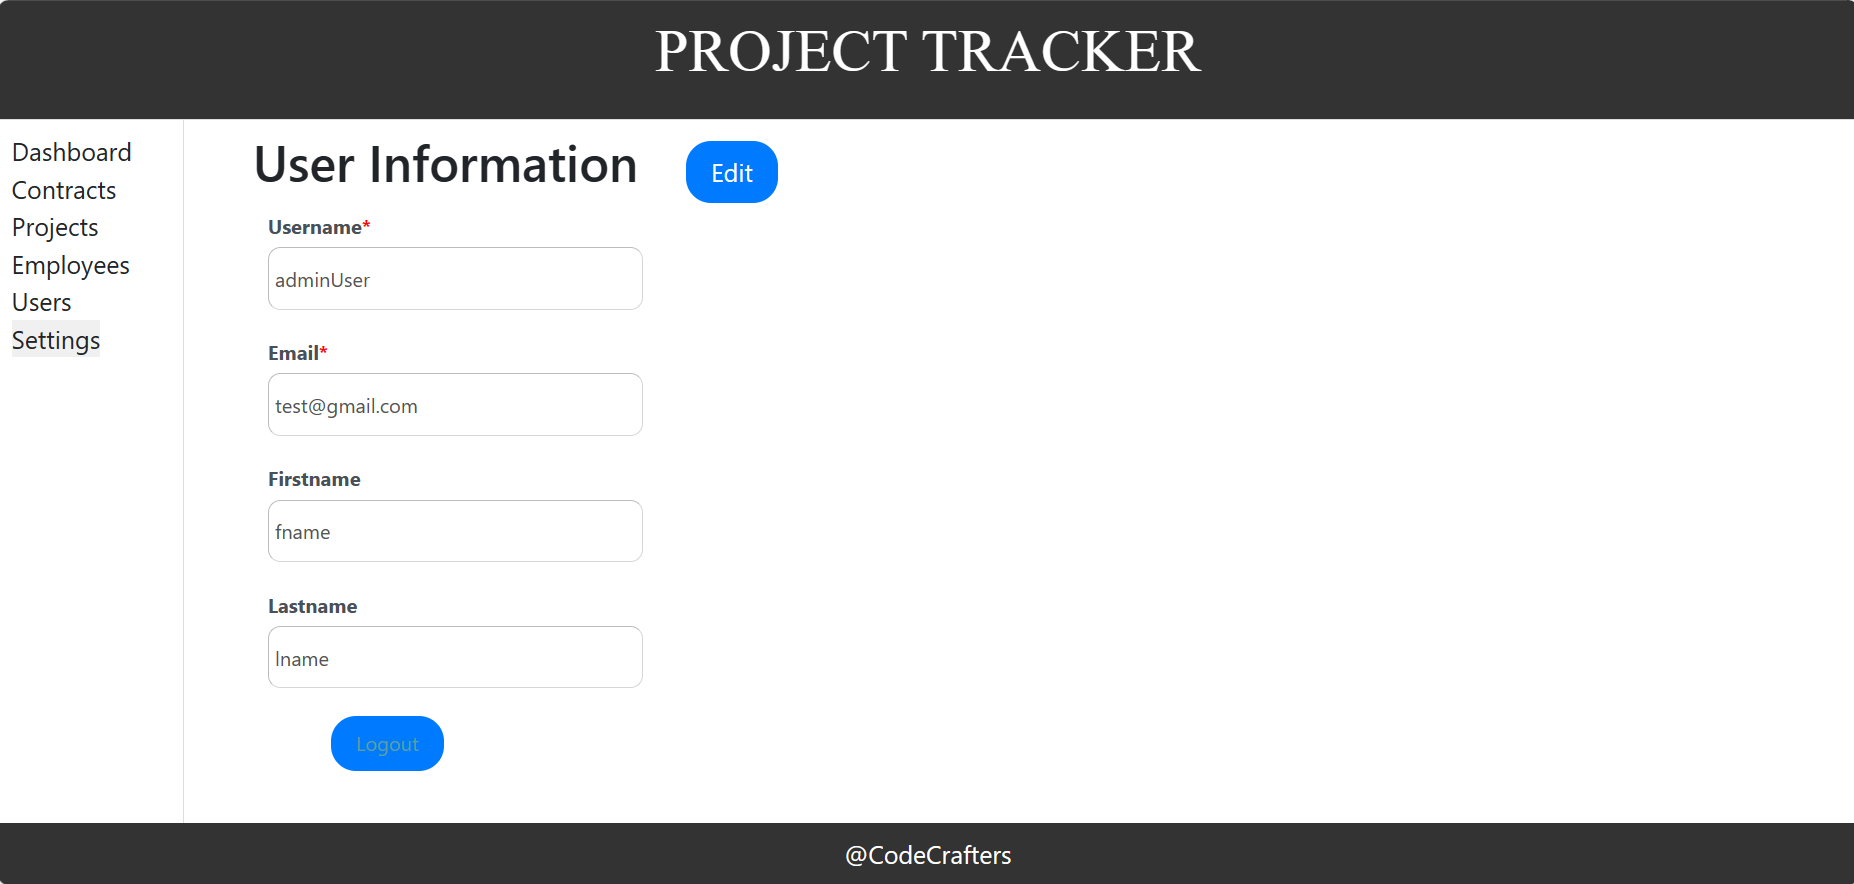 PROJECT TRACKER
Dashboard
Contracts
Projects
Employees
Users
Settings
User Information
Edit
Username*
adminUser
Email*
test@gmail.com
Firstname
fname
Lastname
lname
Logout
@CodeCrafters